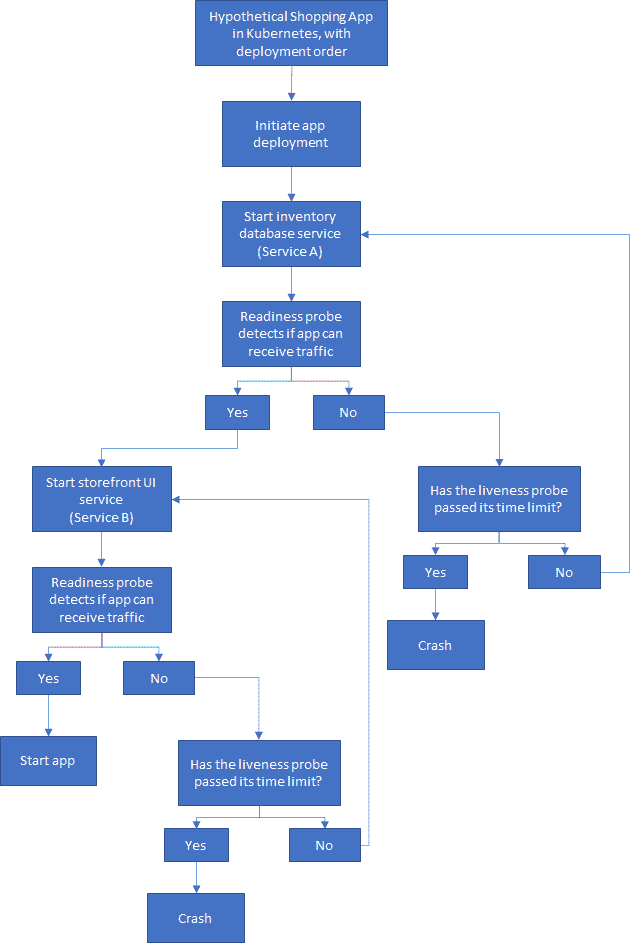 Hypothetical Shopping App
in Kubernetes, with
deployment order
Initiate app
deployment
Start inventory
database service
(Service A)
Readiness probe
detects if app can
receive traffic
Yes
No
Start storefront UI
service
(Service B)
Has the liveness probe
passed its time limit?
Yes
No
Readiness probe
detects if app can
receive traffic
Crash
Yes
No
Start app
Has the liveness probe
passed its time limit?
Yes
No
Crash